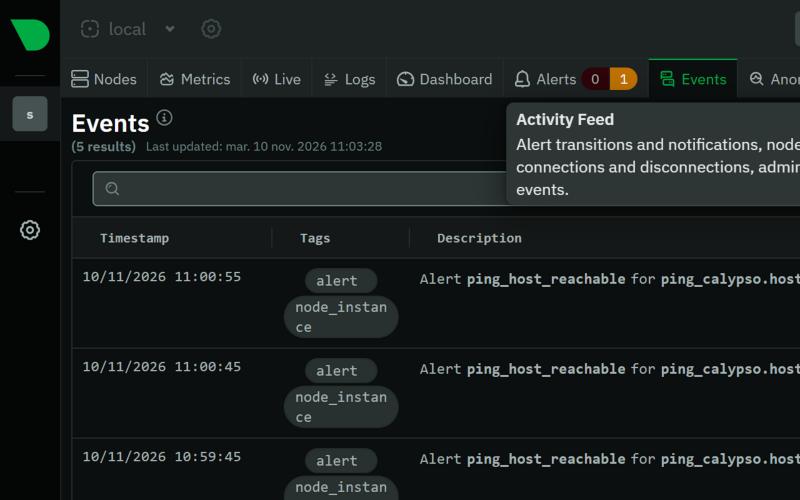 local
Nodes
Metrics
Live
Logs
Dashboard
Alerts 0 1
Events
s
Events
Activity Feed
Alert transitions and notifications, node
connections and disconnections, admin
events.
(5 results) Last updated: mar. 10 nov. 2026 11:03:28
Timestamp Tags Description
10/11/2026 11:00:55 alert Alert ping_host_reachable for ping_calypso.host
node_instan
ce
10/11/2026 11:00:45 alert Alert ping_host_reachable for ping_calypso.host
node_instan
ce
10/11/2026 10:59:45 alert Alert ping_host_reachable for ping_calypso.host
node_instan